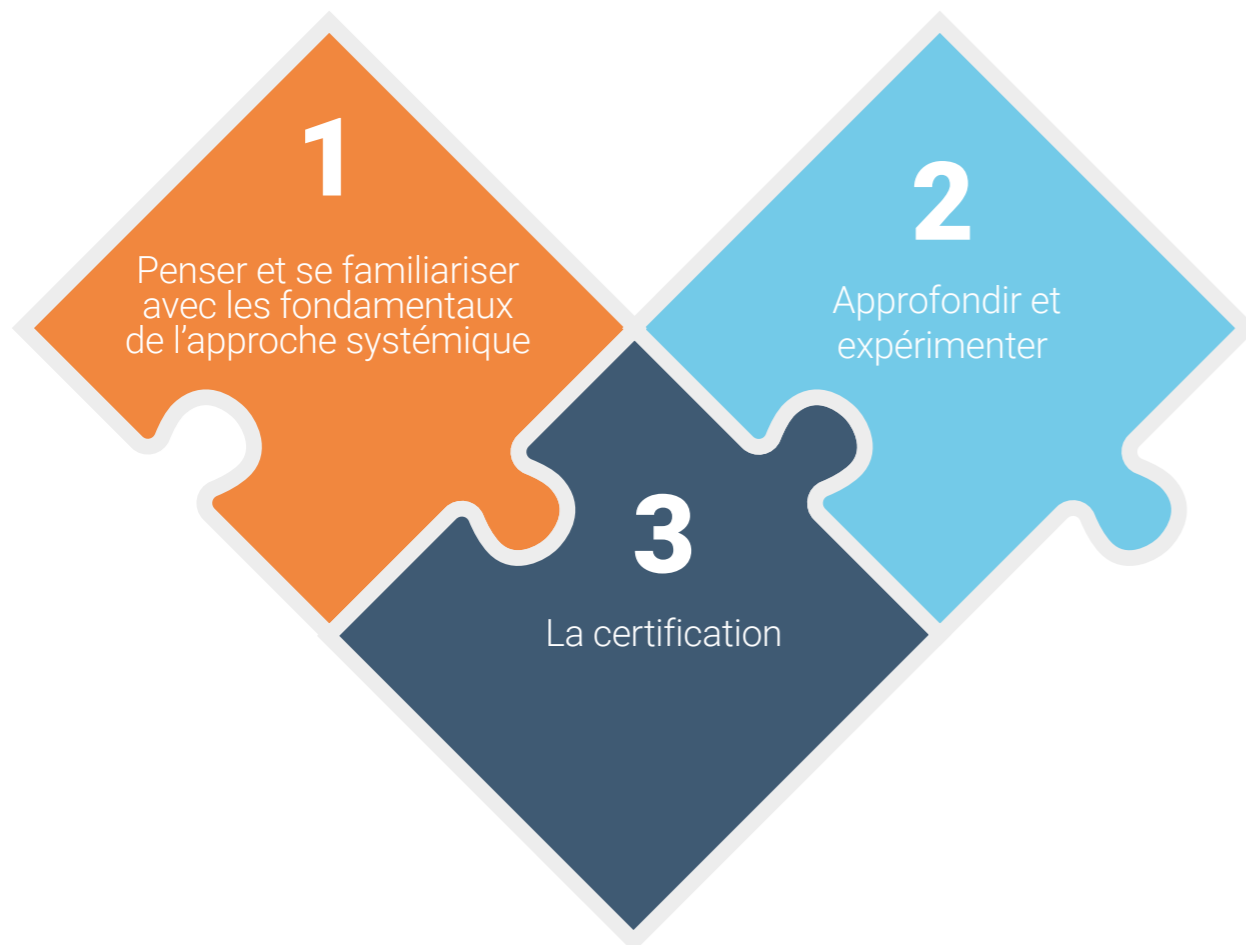 1
Penser et se familiariser
avec les fondamentaux
de l’approche systémique
2
Approfondir et
expérimenter
3
La certification